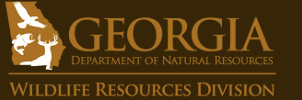 GEORGIA
DEPARTMENT OF NATURAL RESOURCES
WILDLIFE RESOURCES DIVISION